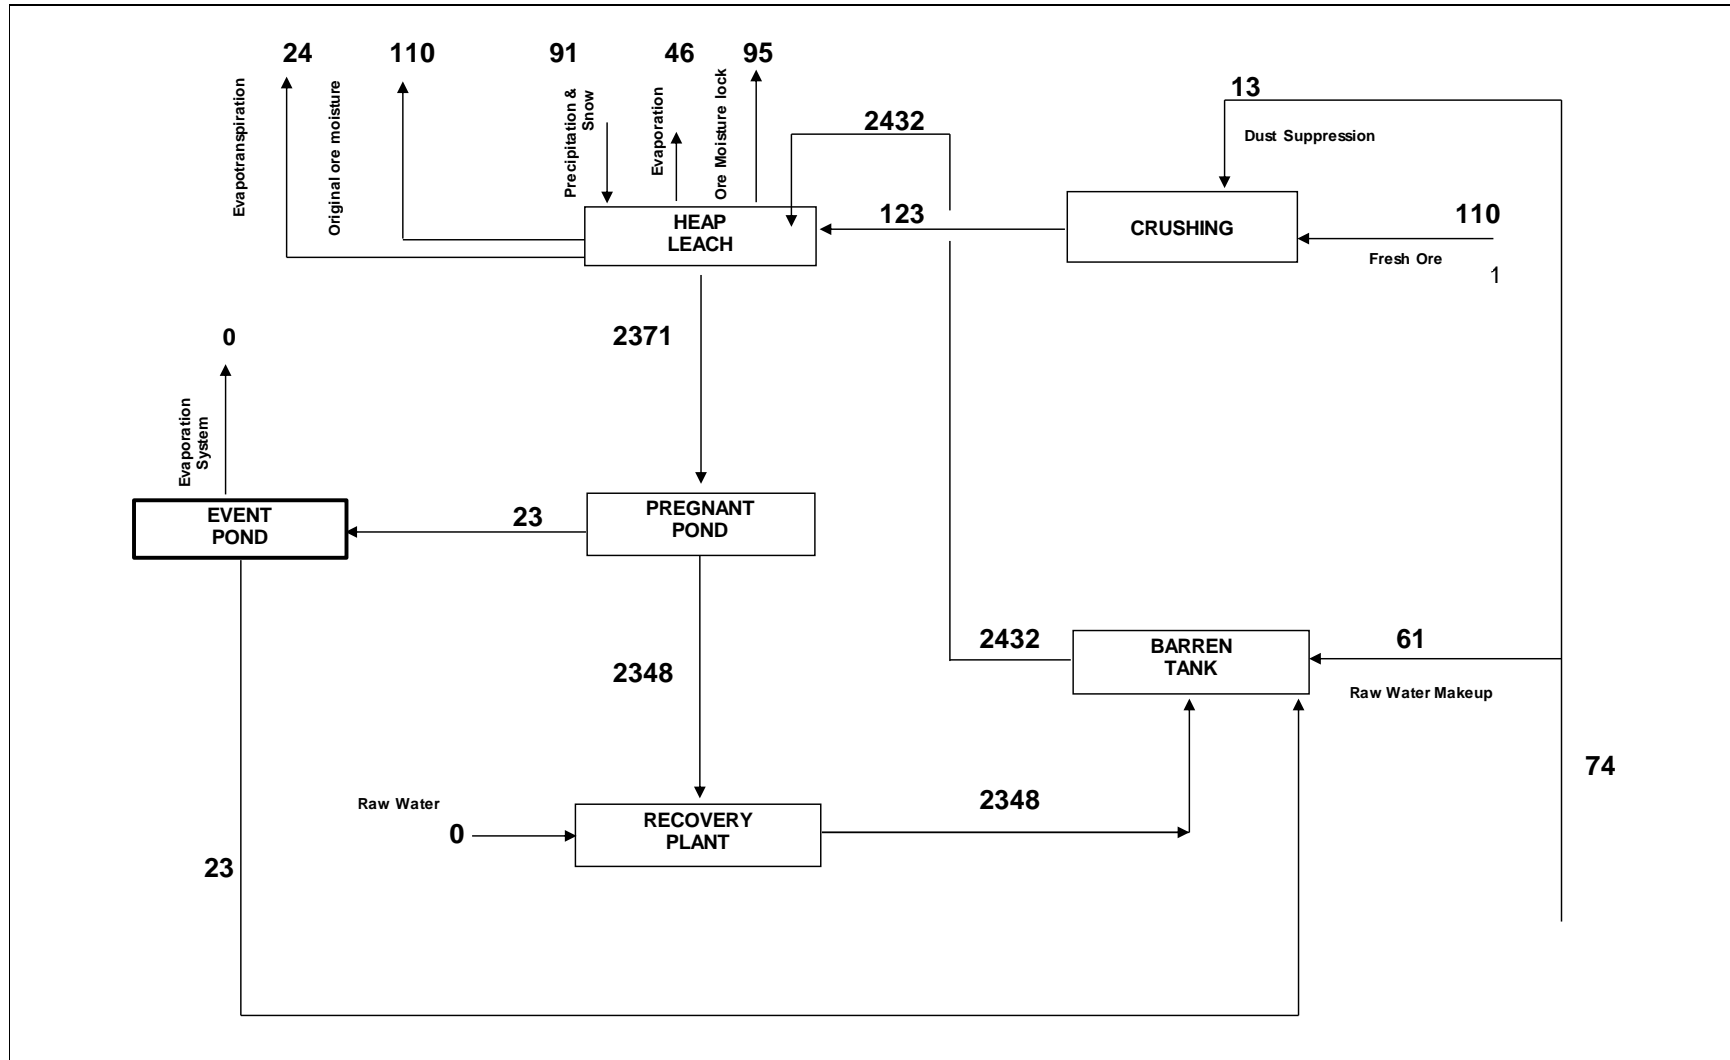 24
110
91
46
95
Evapotranspiration
Original ore moisture
Precipitation &
Snow
Evaporation
Ore Moisture lock
2432
13
Dust Suppression
HEAP
LEACH
123
CRUSHING
110
Fresh Ore
1
2371
0
Evaporation
System
EVENT
POND
23
PREGNANT
POND
2348
2432
BARREN
TANK
61
Raw Water Makeup
74
Raw Water
0
RECOVERY
PLANT
2348
23